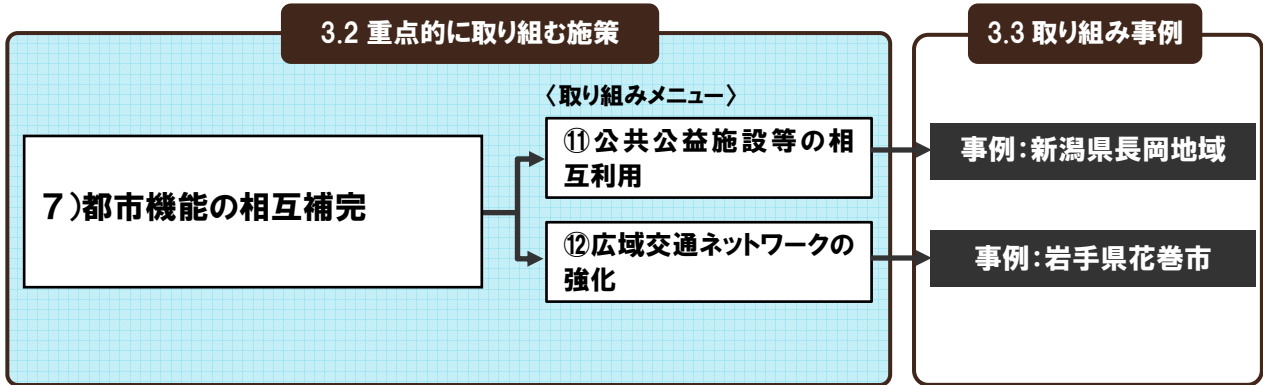 3.2 重点的に取り組む施策
3.3 取り組み事例
〈取り組みメニュー〉
7)都市機能の相互補完
⑪公共公益施設等の相
互利用
⑫広域交通ネットワークの
強化
事例:新潟県長岡地域
事例:岩手県花巻市